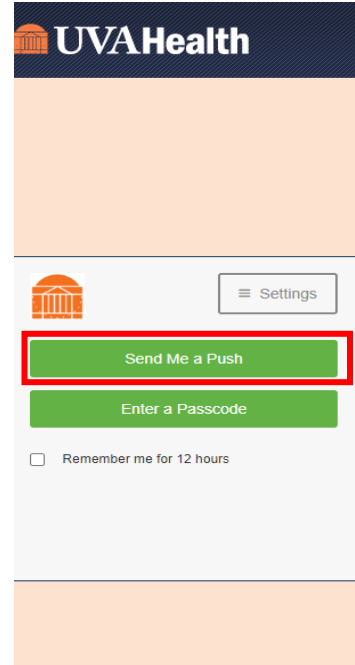 UVAHealth
≡ Settings
Send Me a Push
Enter a Passcode
Remember me for 12 hours